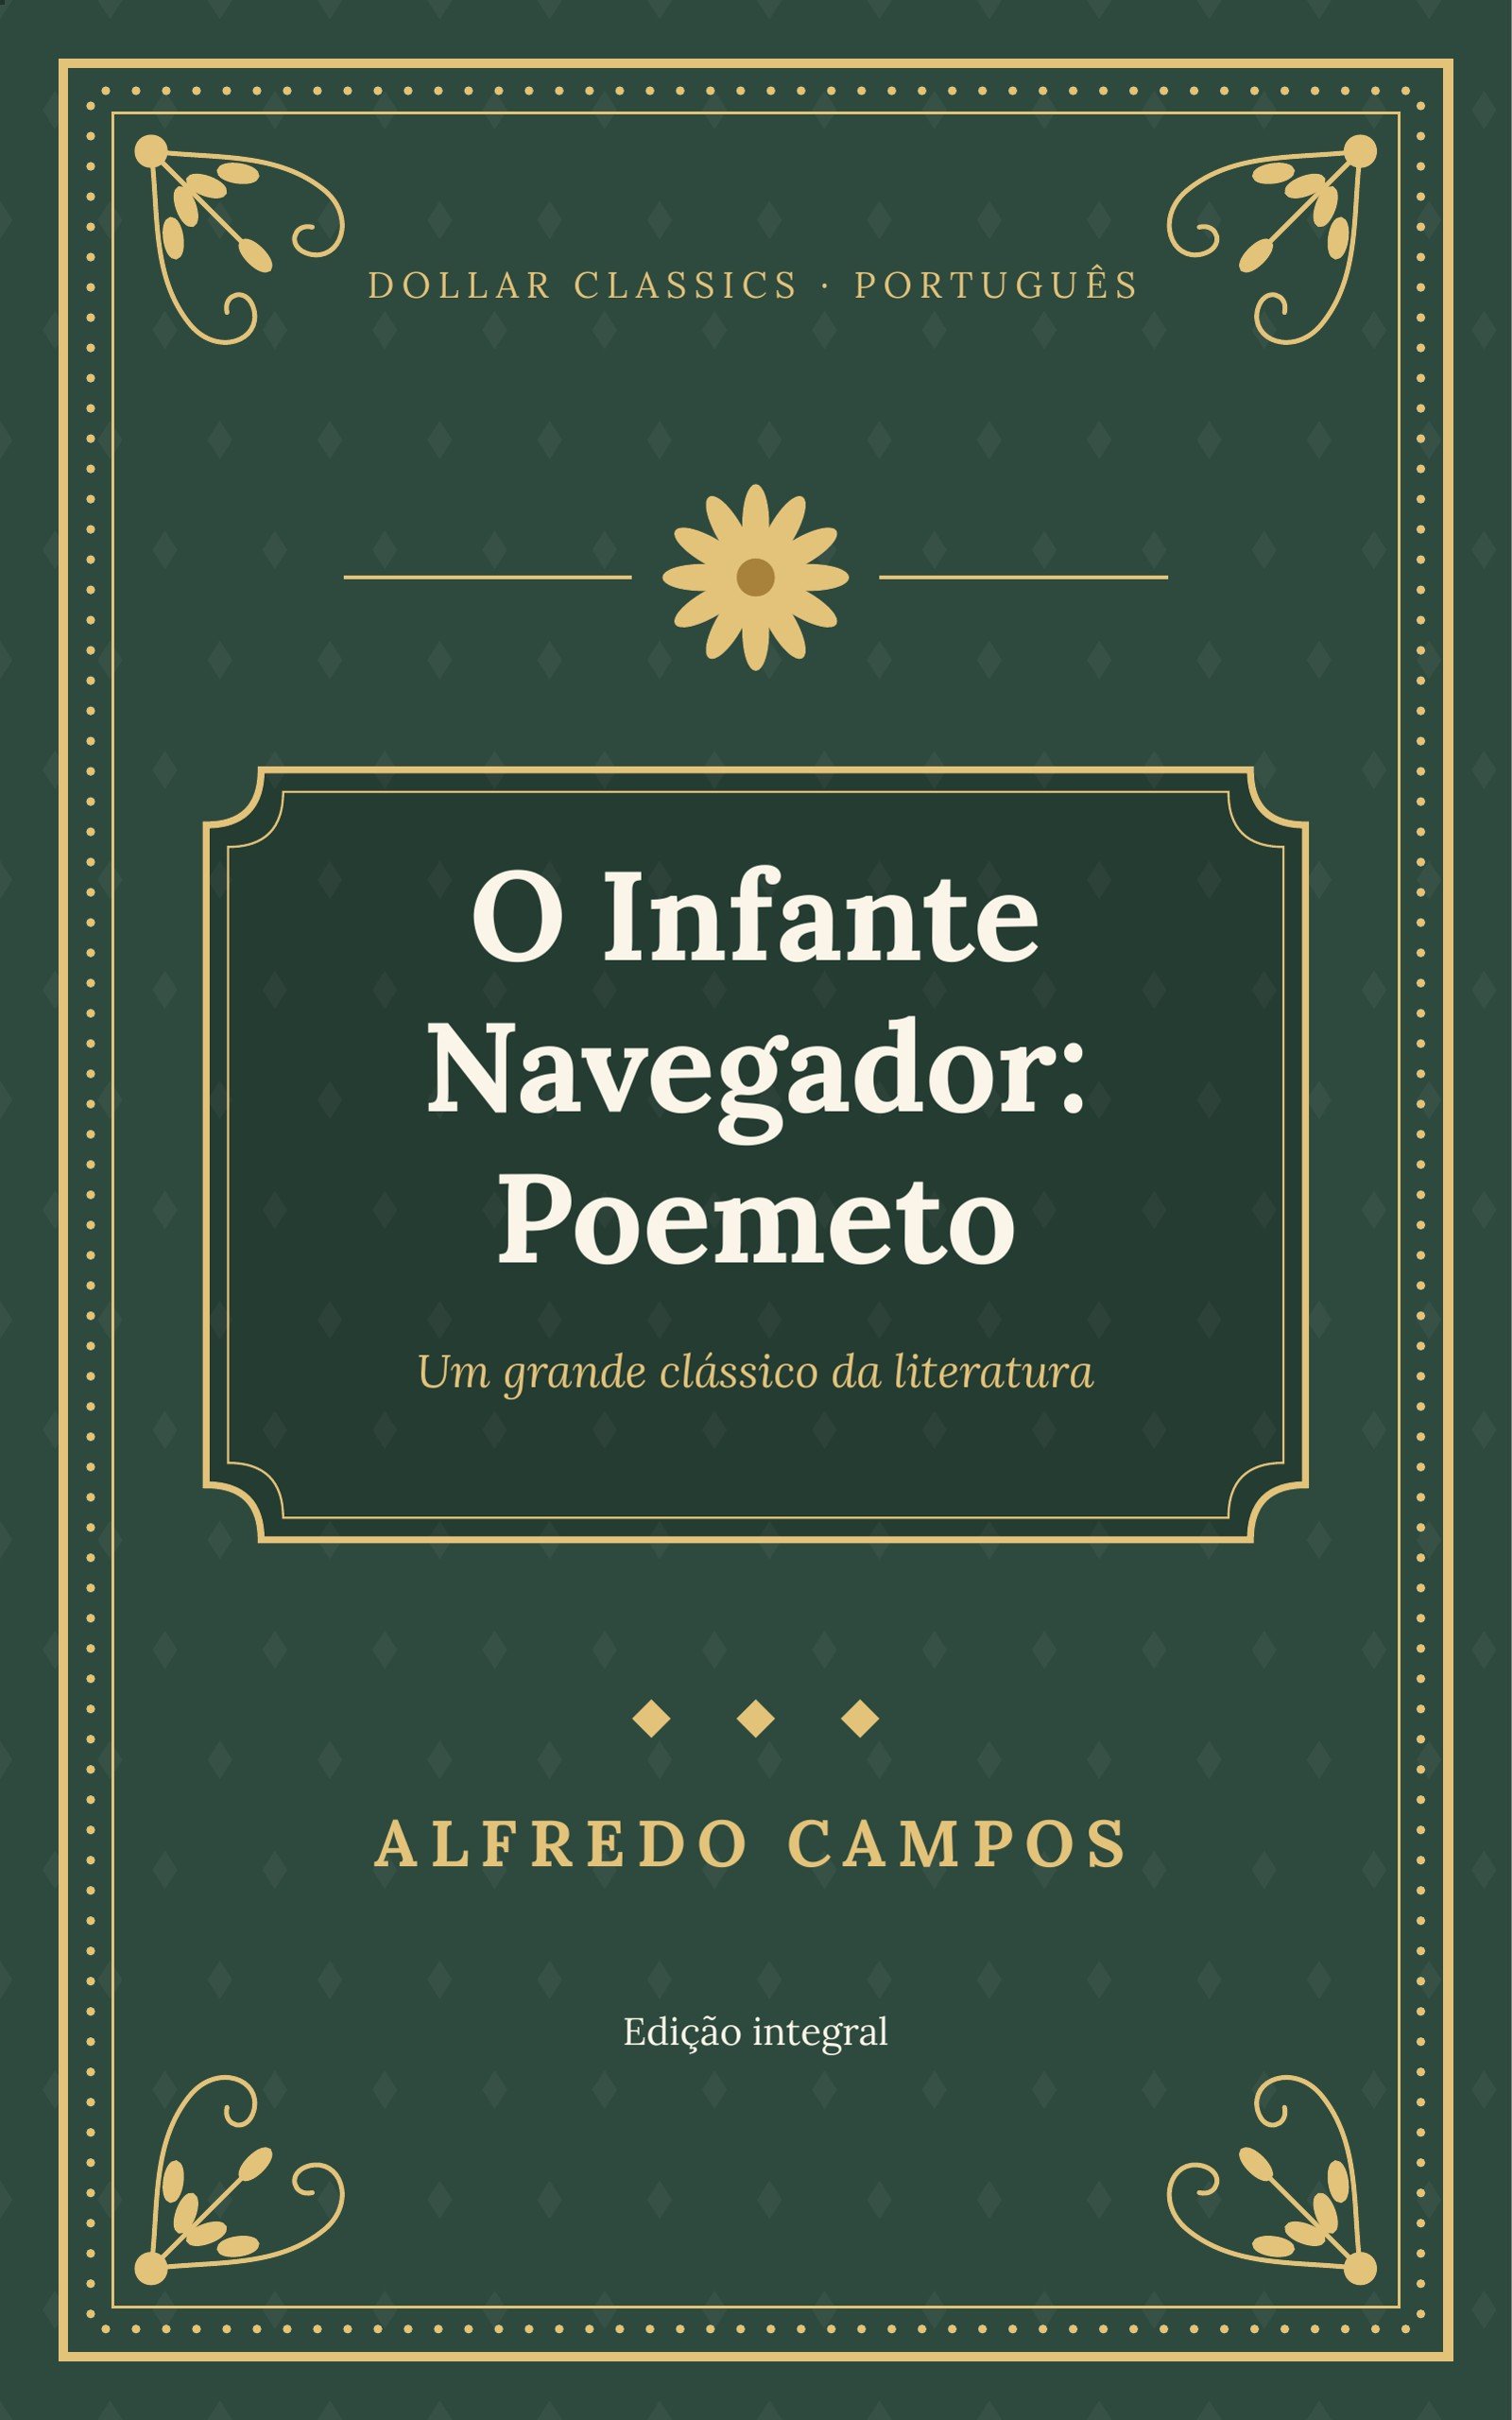 DOLLAR CLASSICS · PORTUGUÊS
O Infante
Navegador:
Poemeto
Um grande clássico da literatura
ALFREDO CAMPOS
Edição integral